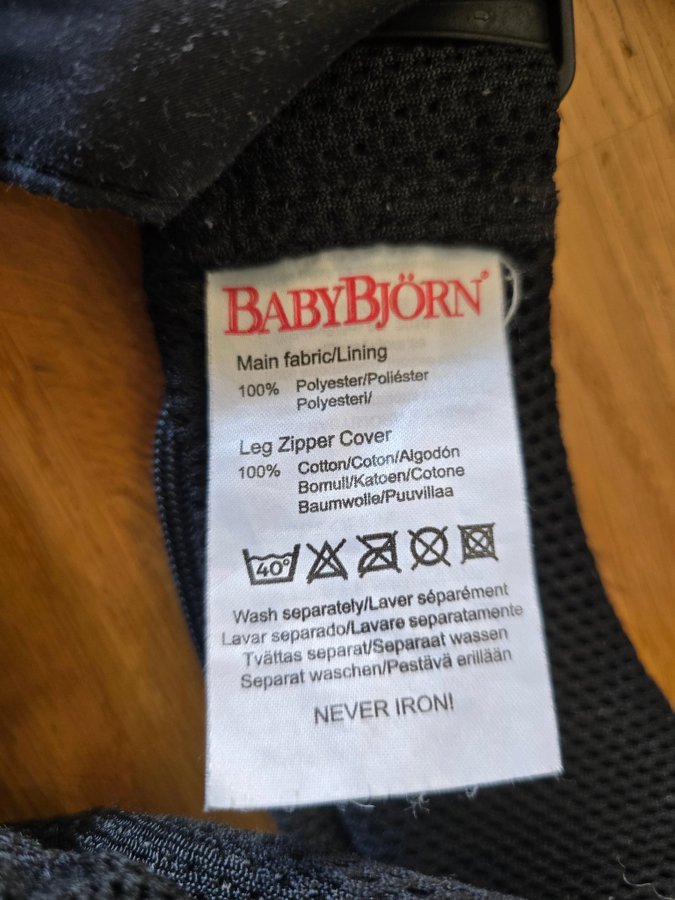 BABYBJÖRN®
Main fabric/Lining
100% Polyester/Poliéster
Polyesteri/
Leg Zipper Cover
100% Cotton/Coton/Algodón
Bomull/Katoen/Cotone
Baumwolle/Puuvillaa
40°
Wash separately/Laver séparément
Lavar separado/Lavare separatamente
Tvättas separat/Separaat wassen
Separat waschen/Pestävä erillään
NEVER IRON!